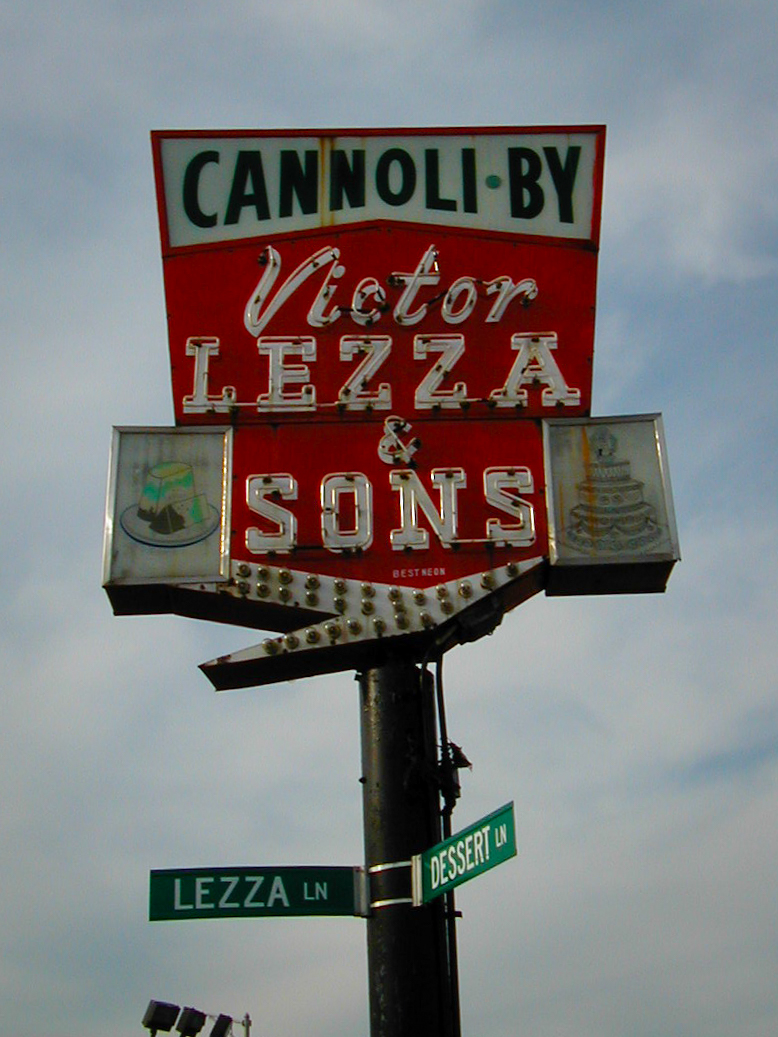 CANNOLI·BY
Victor
LEZZA
&
SONS
BEST NEON
DESSERT LN
LEZZA LN